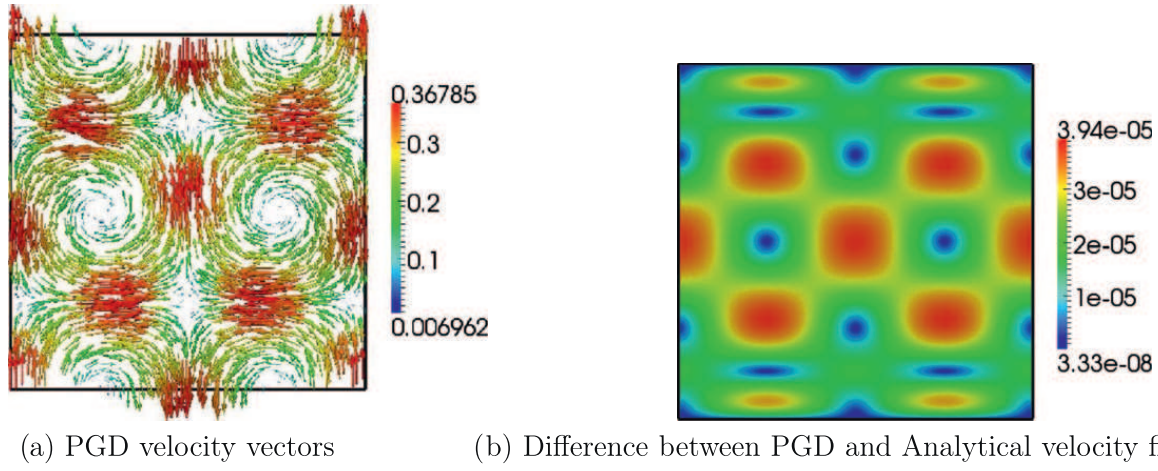 0.36785
0.3
0.2
0.1
0.006962
3.94e-05
3e-05
2e-05
1e-05
3.33e-08
(a) PGD velocity vectors
(b) Difference between PGD and Analytical velocity